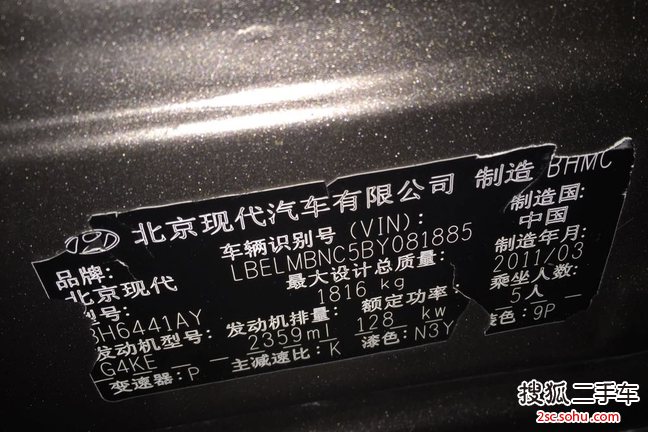 北京现代汽车有限公司 制造 BHMC
品牌: 车辆识别号(VIN): 制造国:
北京现代 LBELMBNC5BY081885 中国
型号: 最大设计总质量: 制造年月:
BH6441AY 1816 kg 2011/03
发动机型号: 发动机排量: 额定功率: 乘坐人数:
G4KE 2359ml 128 kw 5人
变速器: P 主减速比: K 漆色: N3Y 装色: 9P
搜狐二手车
2sc.sohu.com